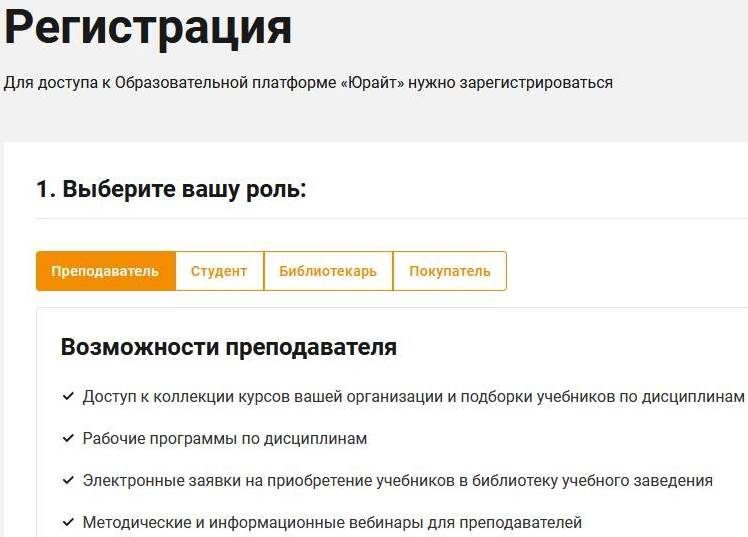 Регистрация
Для доступа к Образовательной платформе «Юрайт» нужно зарегистрироваться
1. Выберите вашу роль:
Преподаватель Студент Библиотекарь Покупатель
Возможности преподавателя
Доступ к коллекции курсов вашей организации и подборки учебников по дисциплинам
Рабочие программы по дисциплинам
Электронные заявки на приобретение учебников в библиотеку учебного заведения
Методические и информационные вебинары для преподавателей